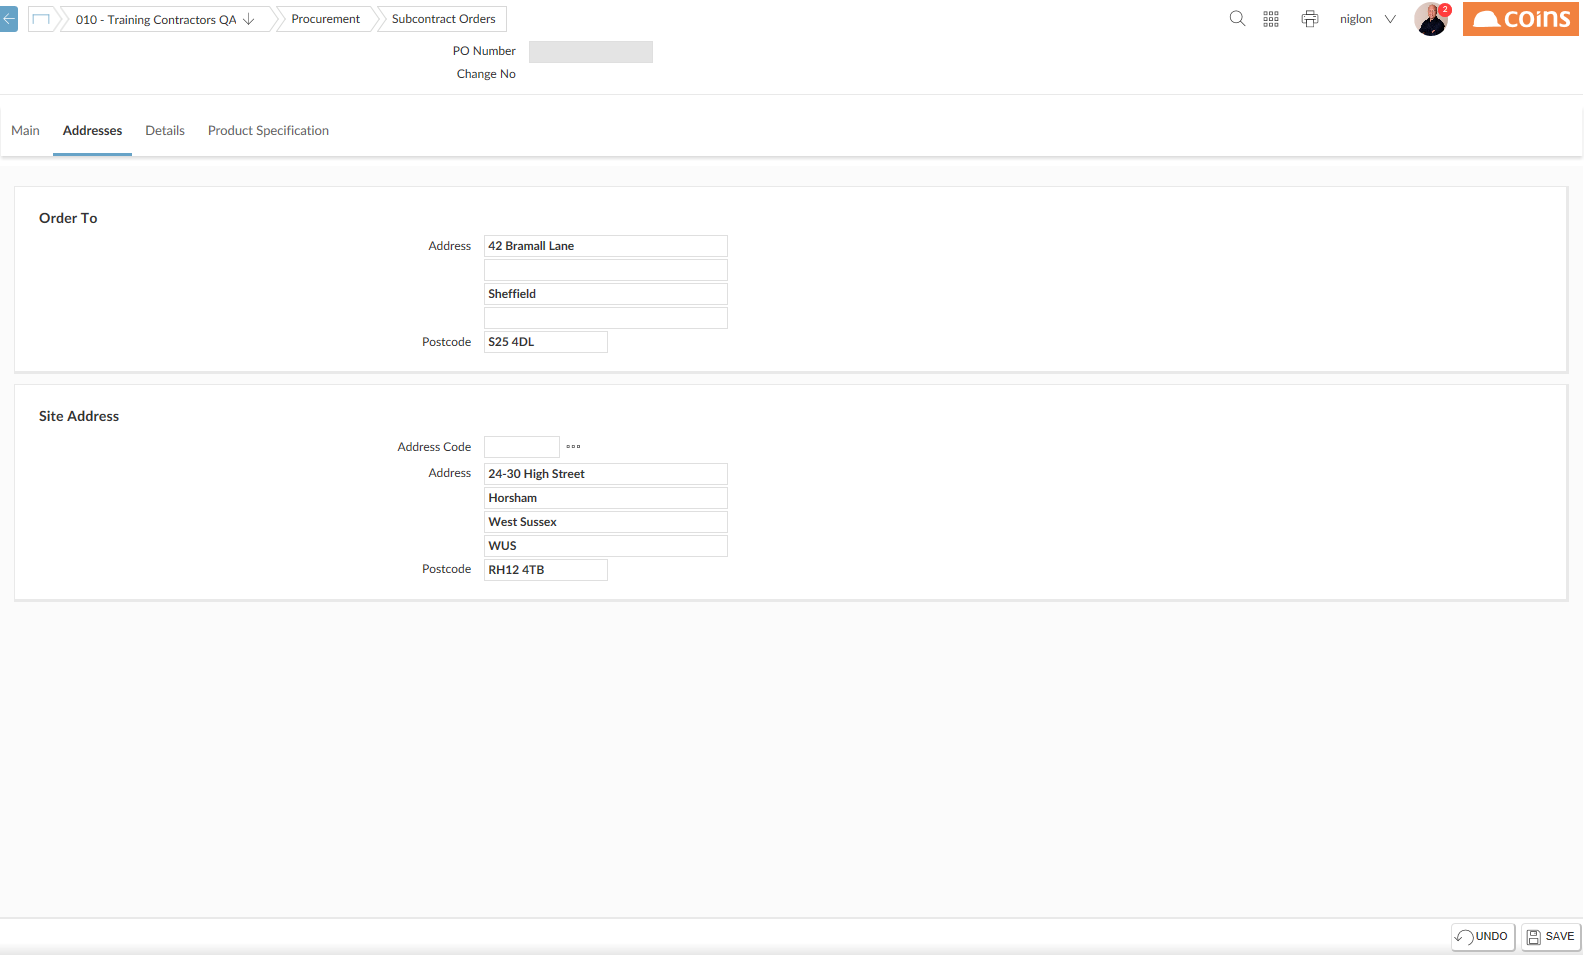 010 - Training Contractors QA
Procurement
Subcontract Orders
niglon
2
coins
PO Number
Change No
Main
Addresses
Details
Product Specification
Order To
Address
42 Bramall Lane
Sheffield
Postcode
S25 4DL
Site Address
Address Code
Address
24-30 High Street
Horsham
West Sussex
WUS
Postcode
RH12 4TB
UNDO
SAVE